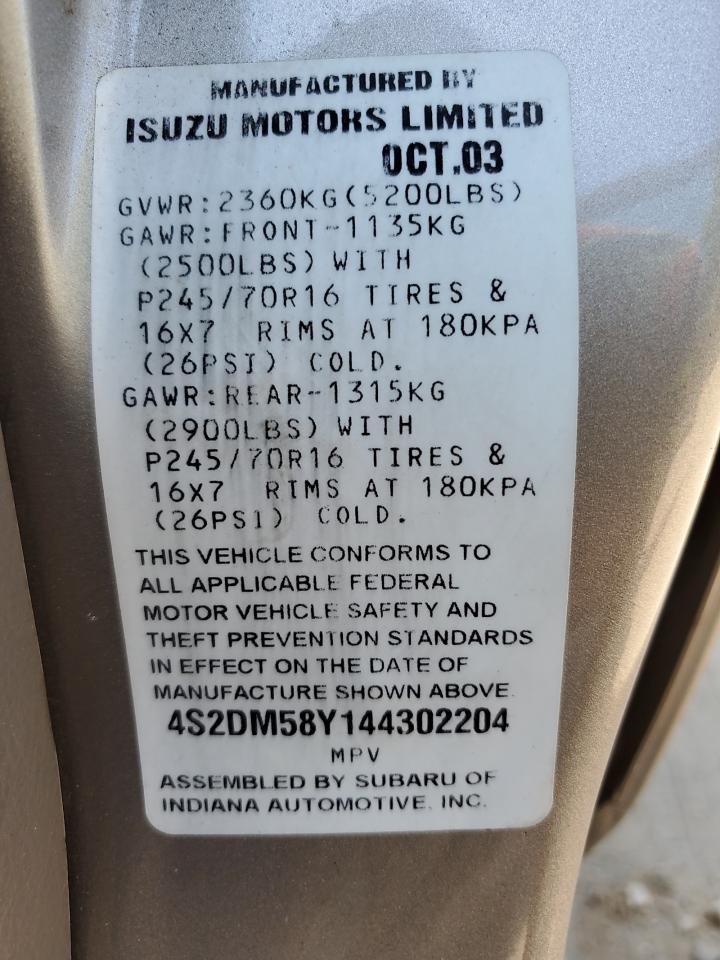 MANUFACTURED BY
ISUZU MOTORS LIMITED
OCT.03
GVWR:2360KG(5200LBS)
GAWR:FRONT-1135KG
(2500LBS) WITH
P245/70R16 TIRES &
16X7 RIMS AT 180KPA
(26PSI) COLD.
GAWR:REAR-1315KG
(2900LBS) WITH
P245/70R16 TIRES &
16X7 RIMS AT 180KPA
(26PSI) COLD.
THIS VEHICLE CONFORMS TO
ALL APPLICABLE FEDERAL
MOTOR VEHICLE SAFETY AND
THEFT PREVENTION STANDARDS
IN EFFECT ON THE DATE OF
MANUFACTURE SHOWN ABOVE.
4S2DM58Y144302204
MPV
ASSEMBLED BY SUBARU OF
INDIANA AUTOMOTIVE, INC.